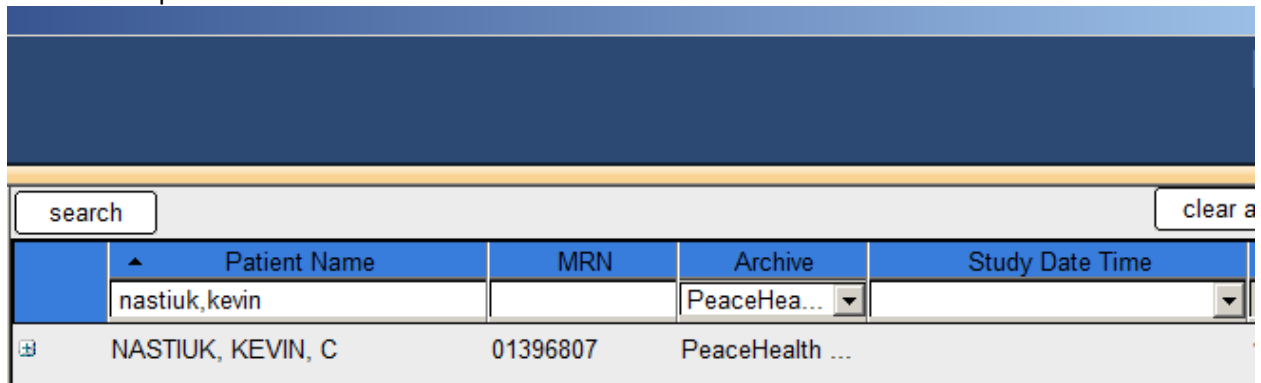 search clear a
Patient Name MRN Archive Study Date Time
nastiuk,kevin PeaceHea...
NASTIUK, KEVIN, C 01396807 PeaceHealth ...